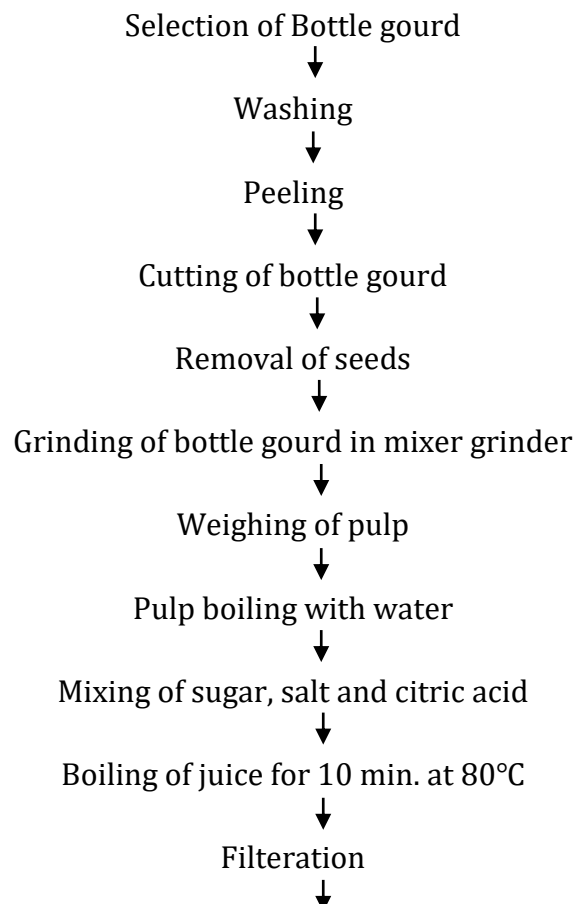 Selection of Bottle gourd
Washing
Peeling
Cutting of bottle gourd
Removal of seeds
Grinding of bottle gourd in mixer grinder
Weighing of pulp
Pulp boiling with water
Mixing of sugar, salt and citric acid
Boiling of juice for 10 min. at 80°C
Filteration